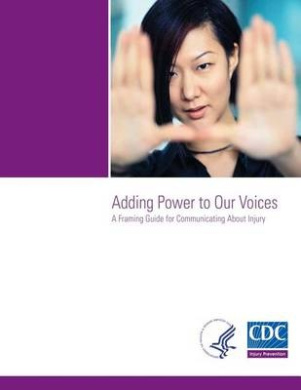 Adding Power to Our Voices
A Framing Guide for Communicating About Injury
CDC
Injury Prevention